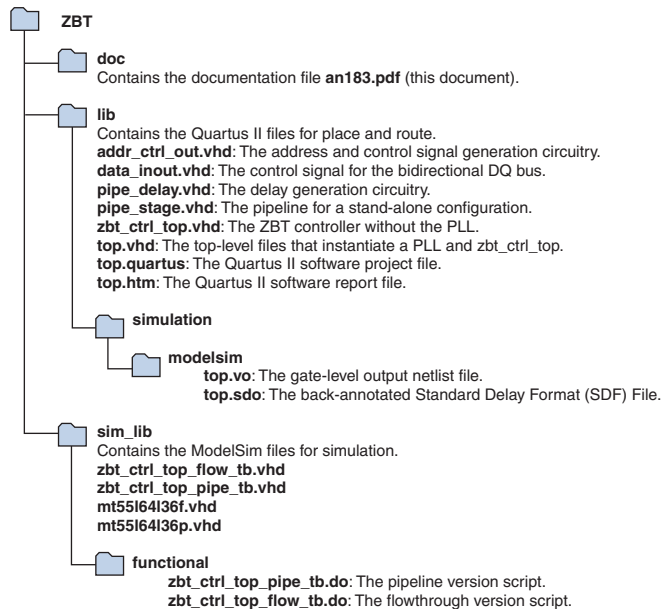 ZBT
doc
Contains the documentation file an183.pdf (this document).
lib
Contains the Quartus II files for place and route.
addr_ctrl_out.vhd: The address and control signal generation circuitry.
data_inout.vhd: The control signal for the bidirectional DQ bus.
pipe_delay.vhd: The delay generation circuitry.
pipe_stage.vhd: The pipeline for a stand-alone configuration.
zbt_ctrl_top.vhd: The ZBT controller without the PLL.
top.vhd: The top-level files that instantiate a PLL and zbt_ctrl_top.
top.quartus: The Quartus II software project file.
top.htm: The Quartus II software report file.
simulation
modelsim
top.vo: The gate-level output netlist file.
top.sdo: The back-annotated Standard Delay Format (SDF) File.
sim_lib
Contains the ModelSim files for simulation.
zbt_ctrl_top_flow_tb.vhd
zbt_ctrl_top_pipe_tb.vhd
mt55l64l36f.vhd
mt55l64l36p.vhd
functional
zbt_ctrl_top_pipe_tb.do: The pipeline version script.
zbt_ctrl_top_flow_tb.do: The flowthrough version script.